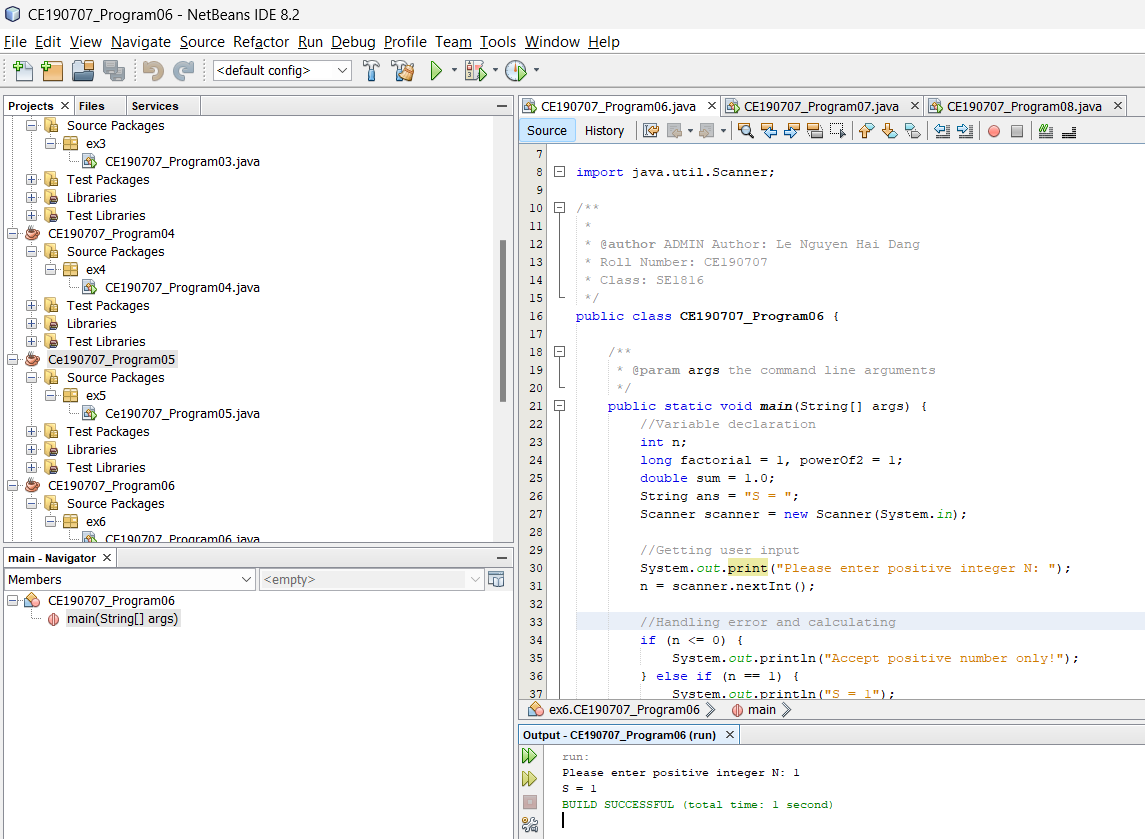 CE190707_Program06 - NetBeans IDE 8.2
File Edit View Navigate Source Refactor Run Debug Profile Team Tools Window Help
<default config>
Projects Files Services
Source Packages
ex3
CE190707_Program03.java
Test Packages
Libraries
Test Libraries
CE190707_Program04
Source Packages
ex4
CE190707_Program04.java
Test Packages
Libraries
Test Libraries
Ce190707_Program05
Source Packages
ex5
Ce190707_Program05.java
Test Packages
Libraries
Test Libraries
CE190707_Program06
Source Packages
ex6
CE190707_Program06.java
main - Navigator
Members <empty>
CE190707_Program06
main(String[] args)
CE190707_Program06.java CE190707_Program07.java CE190707_Program08.java
Source History
7
8 import java.util.Scanner;
9
10 /**
11 *
12 * @author ADMIN Author: Le Nguyen Hai Dang
13 * Roll Number: CE190707
14 * Class: SE1816
15 */
16 public class CE190707_Program06 {
17
18 /**
19 * @param args the command line arguments
20 */
21 public static void main(String[] args) {
22 //Variable declaration
23 int n;
24 long factorial = 1, powerOf2 = 1;
25 double sum = 1.0;
26 String ans = "S = ";
27 Scanner scanner = new Scanner(System.in);
28
29 //Getting user input
30 System.out.print("Please enter positive integer N: ");
31 n = scanner.nextInt();
32
33 //Handling error and calculating
34 if (n <= 0) {
35 System.out.println("Accept positive number only!");
36 } else if (n == 1) {
37 System.out.println("S = 1");
ex6.CE190707_Program06 main
Output - CE190707_Program06 (run)
run:
Please enter positive integer N: 1
S = 1
BUILD SUCCESSFUL (total time: 1 second)